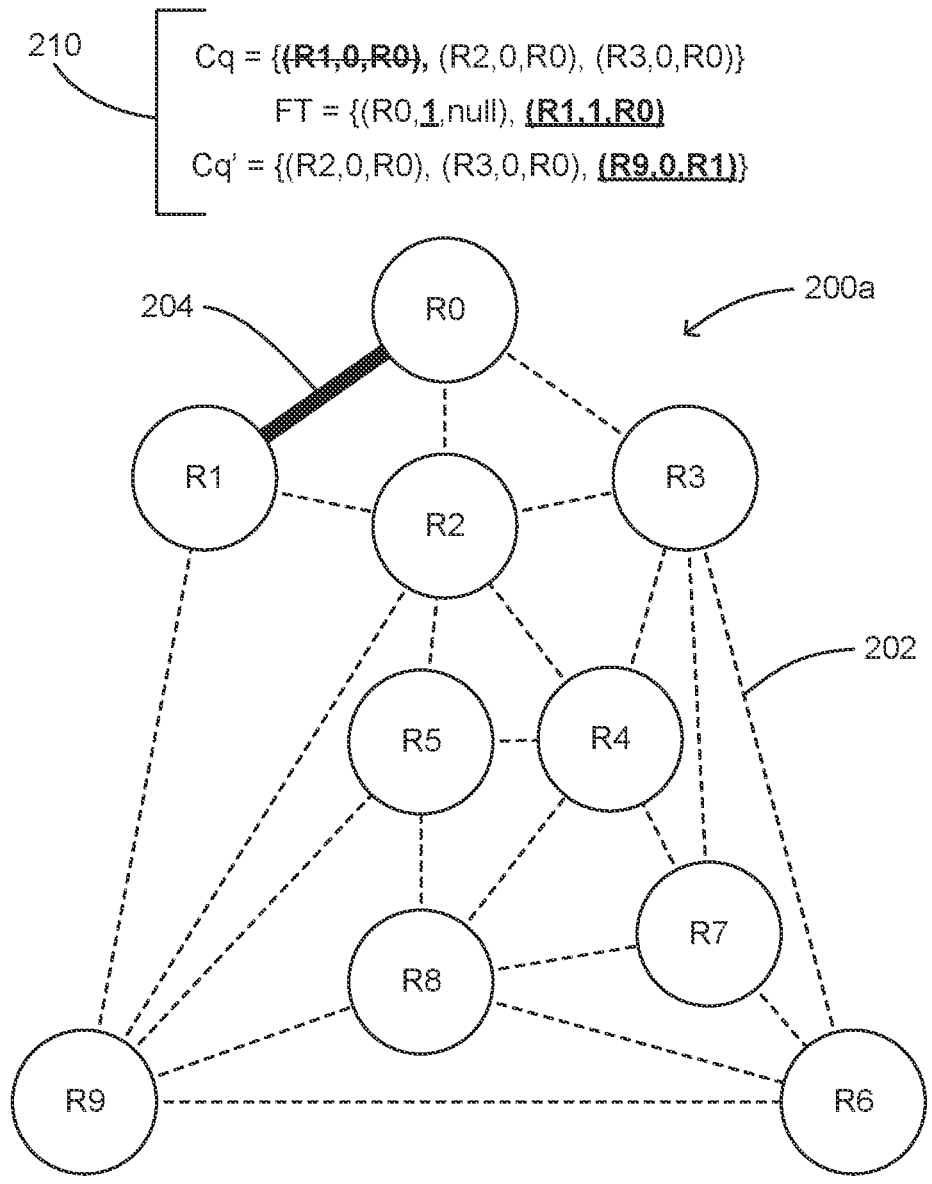 210
Cq = {(R1,0,R0), (R2,0,R0), (R3,0,R0)}
FT = {(R0,1,null), (R1,1,R0)
Cq' = {(R2,0,R0), (R3,0,R0), (R9,0,R1)}
204
R0
200a
R1
R2
R3
202
R5
R4
R7
R8
R9
R6